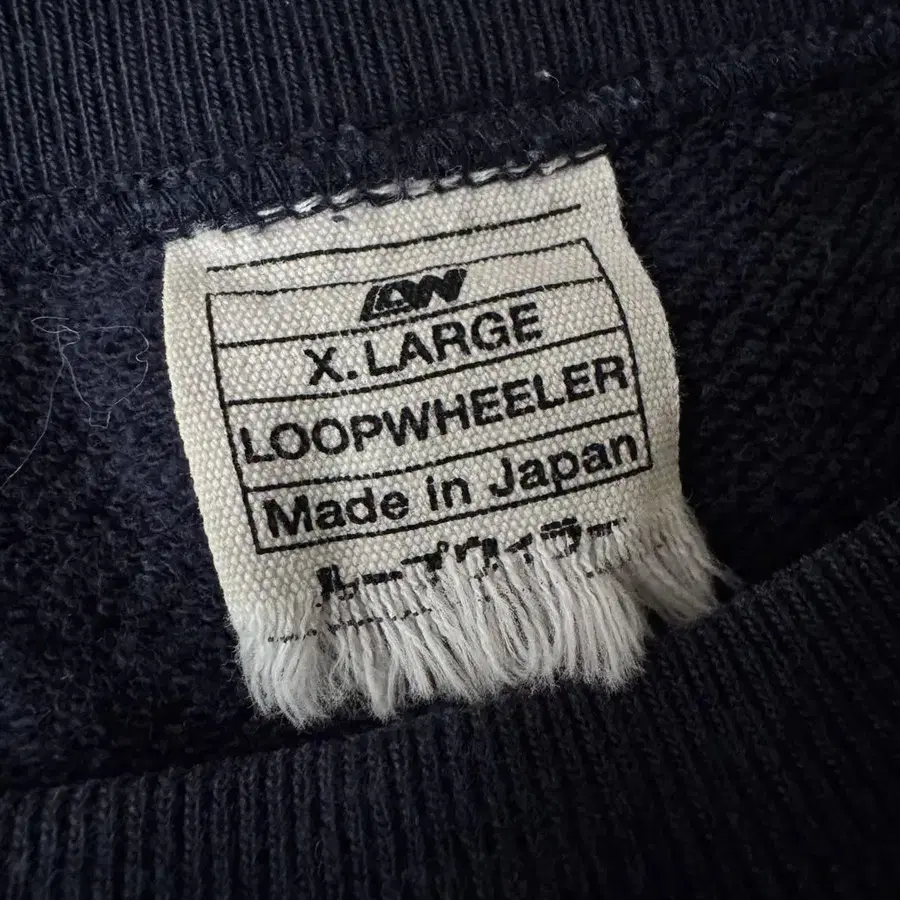 LW
X.LARGE
LOOPWHEELER
Made in Japan
ループウィラー